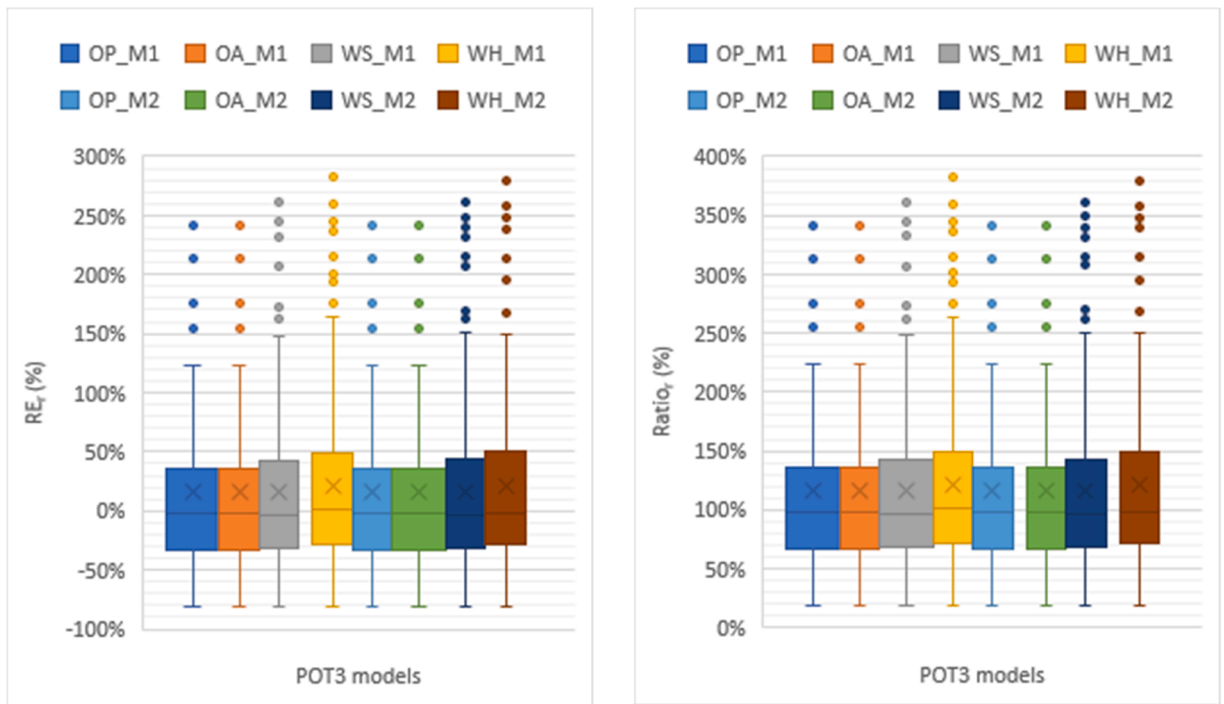 OP_M1 OA_M1 WS_M1 WH_M1
OP_M2 OA_M2 WS_M2 WH_M2
300%
250%
200%
150%
100%
50%
0%
-50%
-100%
REr (%)
POT3 models
OP_M1 OA_M1 WS_M1 WH_M1
OP_M2 OA_M2 WS_M2 WH_M2
400%
350%
300%
250%
200%
150%
100%
50%
0%
Ratior (%)
POT3 models